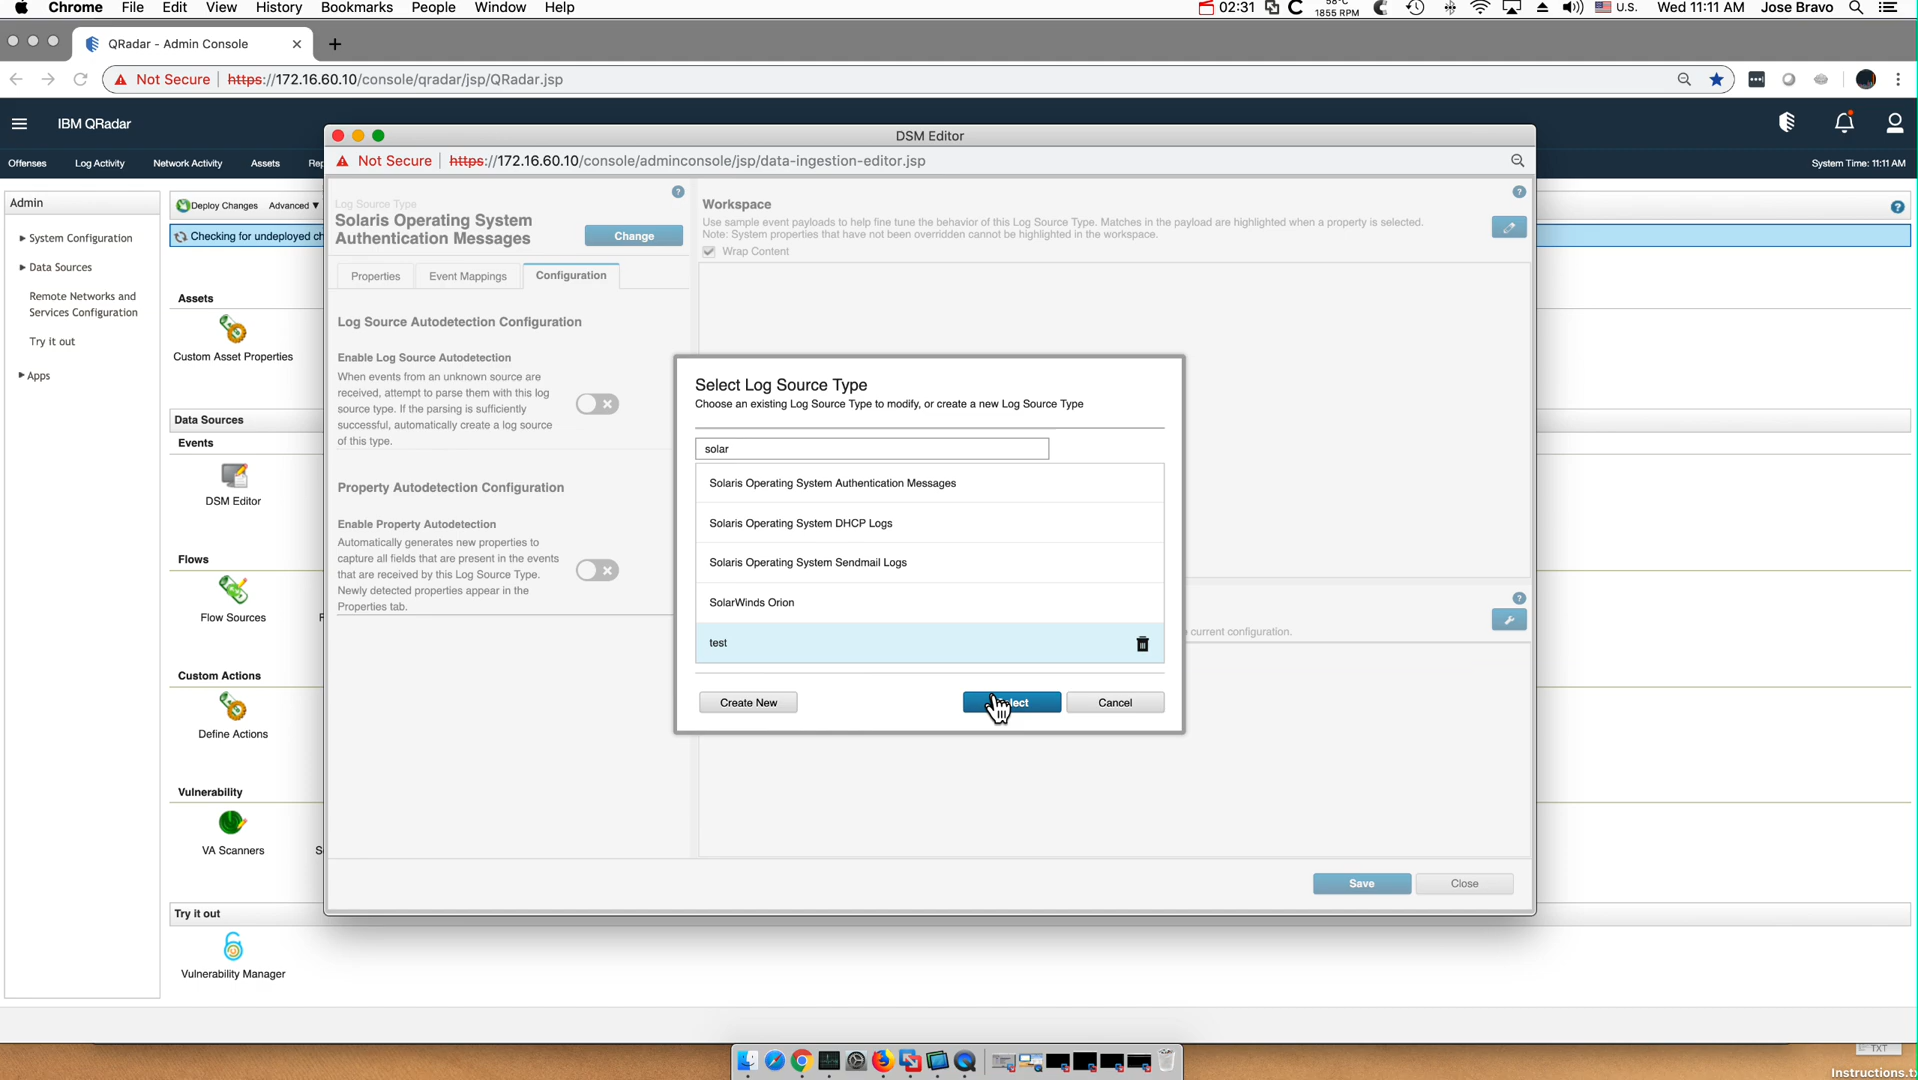 Chrome File Edit View History Bookmarks People Window Help 02:31 58°C 1855 RPM U.S. Wed 11:11 AM Jose Bravo
QRadar - Admin Console
Not Secure https://172.16.60.10/console/qradar/jsp/QRadar.jsp
IBM QRadar
Offenses Log Activity Network Activity Assets Rep
System Time: 11:11 AM
DSM Editor
Not Secure https://172.16.60.10/console/adminconsole/jsp/data-ingestion-editor.jsp
Admin
System Configuration
Data Sources
Remote Networks and
Services Configuration
Try it out
Apps
Deploy Changes Advanced
Checking for undeployed ch
Assets
Custom Asset Properties
Data Sources
Events
DSM Editor
Flows
Flow Sources
F
Custom Actions
Define Actions
Vulnerability
VA Scanners
S
Try it out
Vulnerability Manager
Log Source Type
Solaris Operating System
Authentication Messages
Change
Properties Event Mappings Configuration
Log Source Autodetection Configuration
Enable Log Source Autodetection
When events from an unknown source are
received, attempt to parse them with this log
source type. If the parsing is sufficiently
successful, automatically create a log source
of this type.
Property Autodetection Configuration
Enable Property Autodetection
Automatically generates new properties to
capture all fields that are present in the events
that are received by this Log Source Type.
Newly detected properties appear in the
Properties tab.
Workspace
Use sample event payloads to help fine tune the behavior of this Log Source Type. Matches in the payload are highlighted when a property is selected.
Note: System properties that have not been overridden cannot be highlighted in the workspace.
Wrap Content
Select Log Source Type
Choose an existing Log Source Type to modify, or create a new Log Source Type
solar
Solaris Operating System Authentication Messages
Solaris Operating System DHCP Logs
Solaris Operating System Sendmail Logs
SolarWinds Orion
test
Create New Cancel
current configuration.
Save Close
TXT
Instructions.t